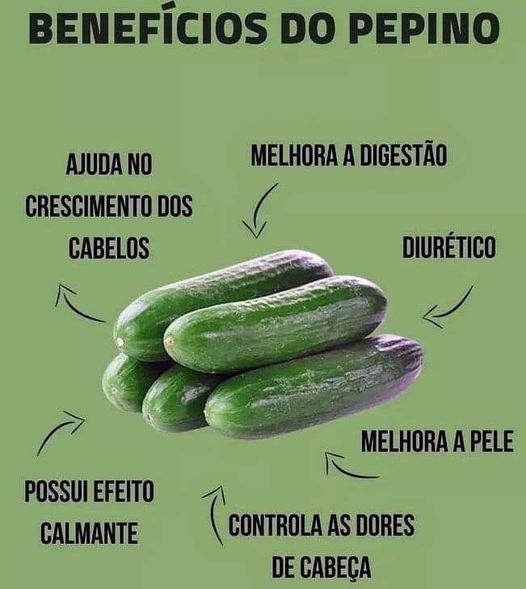 BENEFÍCIOS DO PEPINO
AJUDA NO
CRESCIMENTO DOS
CABELOS
MELHORA A DIGESTÃO
DIURÉTICO
MELHORA A PELE
POSSUI EFEITO
CALMANTE
CONTROLA AS DORES
DE CABEÇA